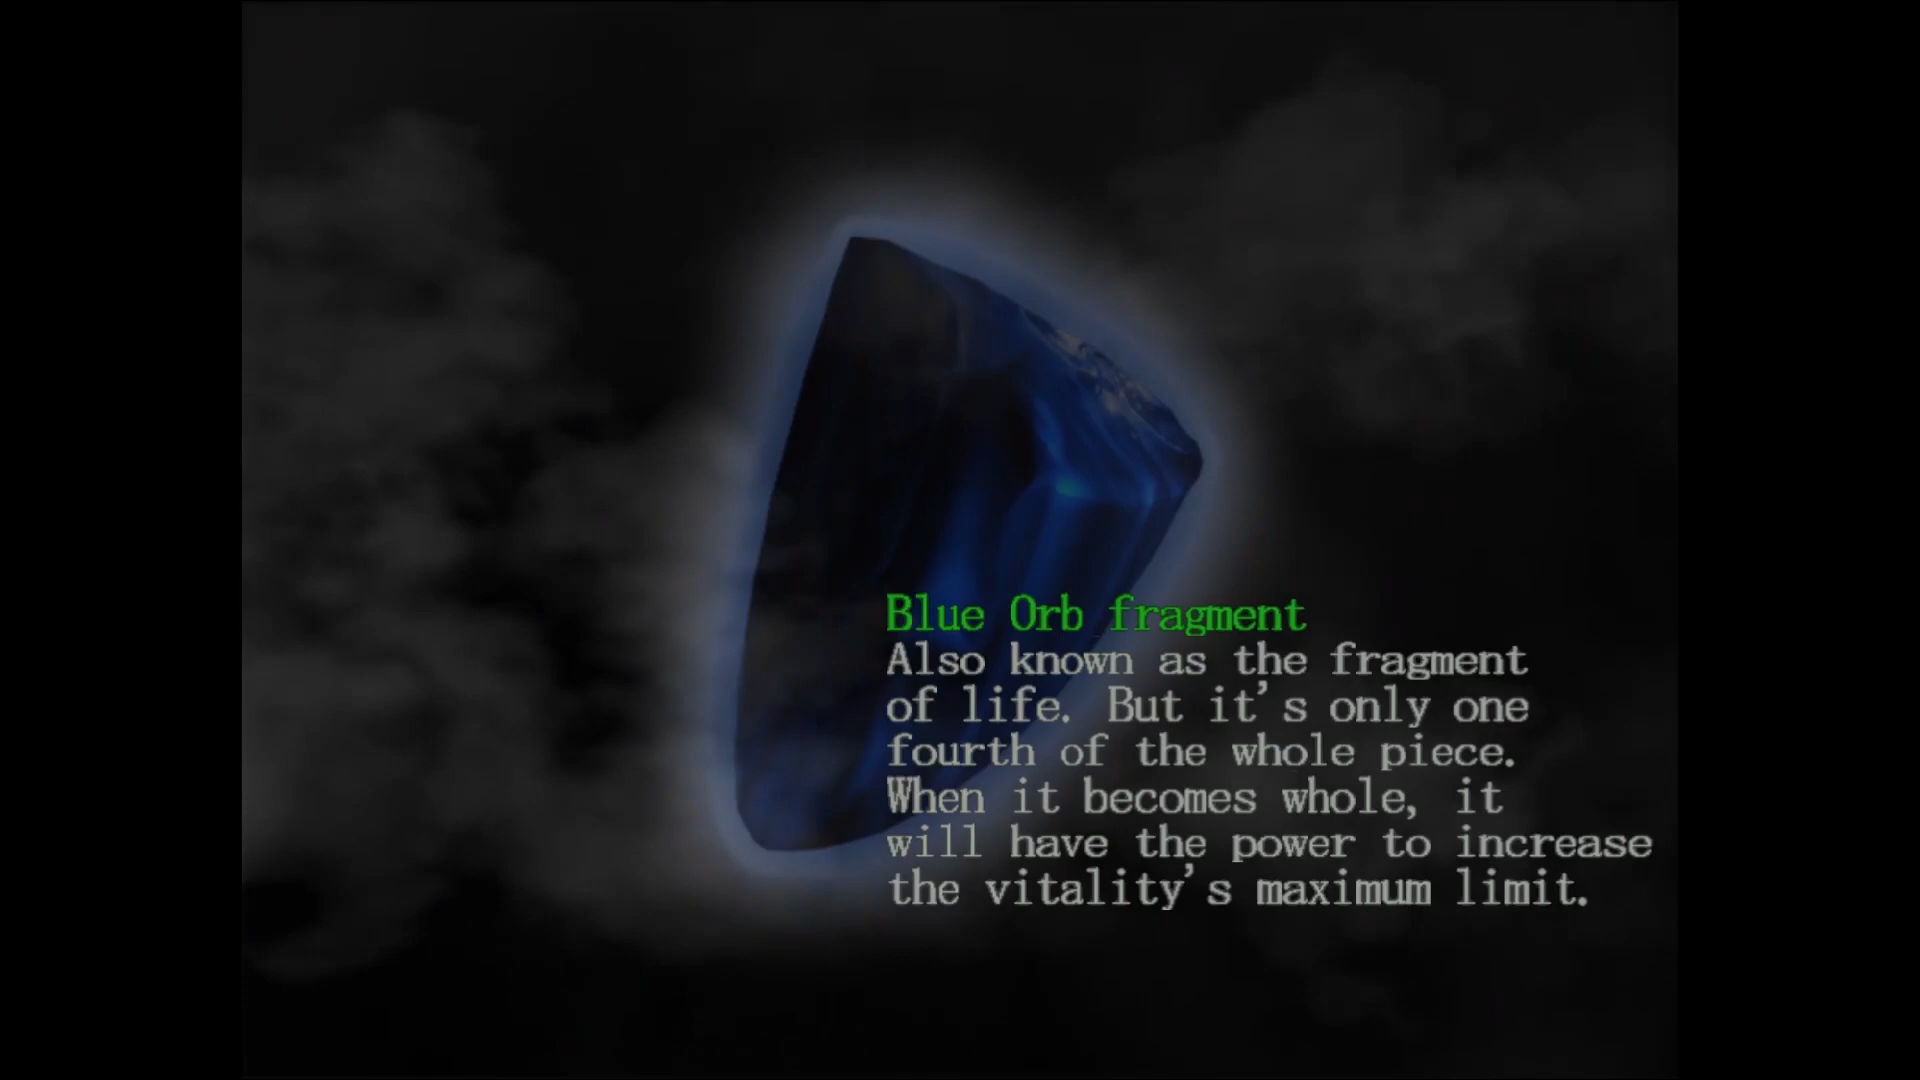 Blue Orb fragment
Also known as the fragment
of life. But it's only one
fourth of the whole piece.
When it becomes whole, it
will have the power to increase
the vitality's maximum limit.